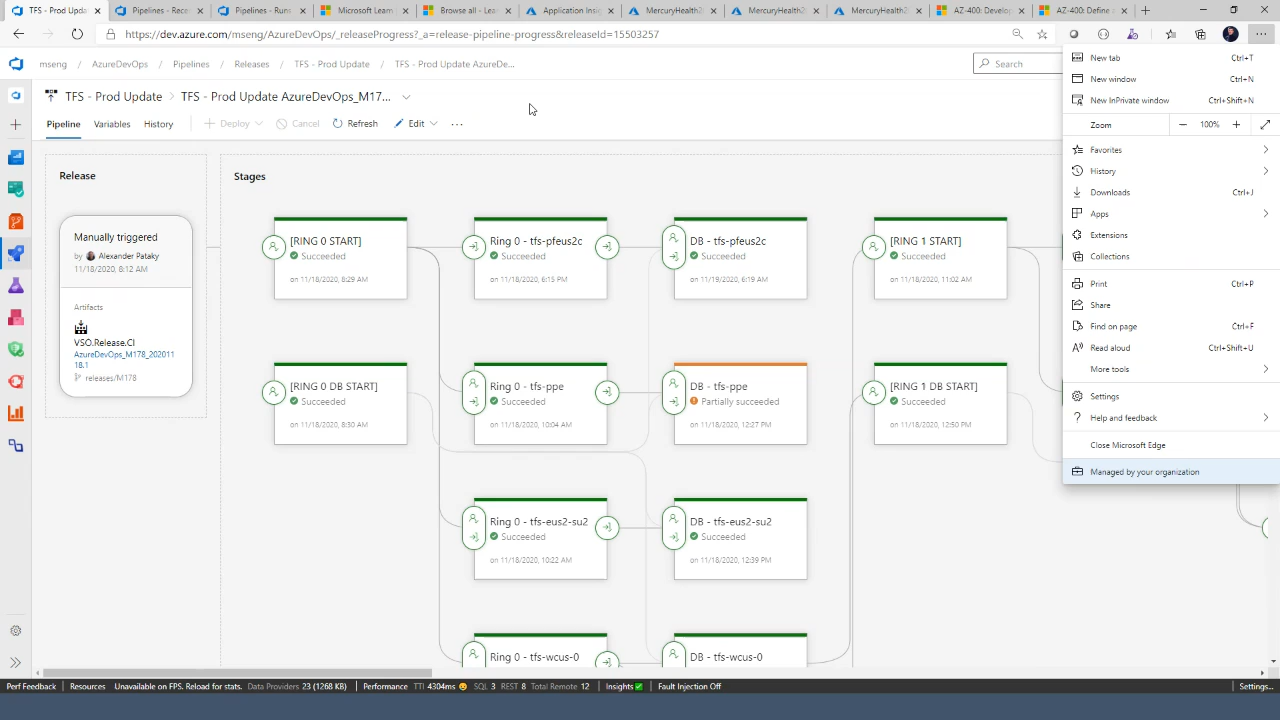 TFS - Prod Updat
Pipelines - Rece
Pipelines - Runs
Microsoft Learn
Browse all - Lea
Application Insi
MercuryHealth2
MercuryHealth2
MercuryHealth2
AZ-400: Develop
AZ-400: Define a
https://dev.azure.com/mseng/AzureDevOps/_releaseProgress?_a=release-pipeline-progress&releaseId=15503257
mseng / AzureDevOps / Pipelines / Releases / TFS - Prod Update / TFS - Prod Update AzureDe...
Search
TFS - Prod Update > TFS - Prod Update AzureDevOps_M17...
Pipeline Variables History Deploy Cancel Refresh Edit ...
Release
Manually triggered
by Alexander Pataky
11/18/2020, 8:12 AM
Artifacts
VSO.Release.CI
AzureDevOps_M178_202011
18.1
releases/M178
Stages
[RING 0 START]
Succeeded
on 11/18/2020, 8:29 AM
Ring 0 - tfs-pfeus2c
Succeeded
on 11/18/2020, 6:15 PM
DB - tfs-pfeus2c
Succeeded
on 11/19/2020, 6:19 AM
[RING 1 START]
Succeeded
on 11/18/2020, 11:02 AM
[RING 0 DB START]
Succeeded
on 11/18/2020, 8:30 AM
Ring 0 - tfs-ppe
Succeeded
on 11/18/2020, 10:04 AM
DB - tfs-ppe
Partially succeeded
on 11/18/2020, 12:27 PM
[RING 1 DB START]
Succeeded
on 11/18/2020, 12:50 PM
Ring 0 - tfs-eus2-su2
Succeeded
on 11/18/2020, 10:22 AM
DB - tfs-eus2-su2
Succeeded
on 11/18/2020, 12:39 PM
Ring 0 - tfs-wcus-0
DB - tfs-wcus-0
New tab Ctrl+T
New window Ctrl+N
New InPrivate window Ctrl+Shift+N
Zoom 100%
Favorites
History
Downloads Ctrl+J
Apps
Extensions
Collections
Print Ctrl+P
Share
Find on page Ctrl+F
Read aloud Ctrl+Shift+U
More tools
Settings
Help and feedback
Close Microsoft Edge
Managed by your organization
Perf Feedback | Resources Unavailable on FPS. Reload for stats. Data Providers 23 (1268 KB) | Performance TTI 4304ms SQL 3 REST 8 Total Remote 12 | Insights | Fault Injection Off | Settings...